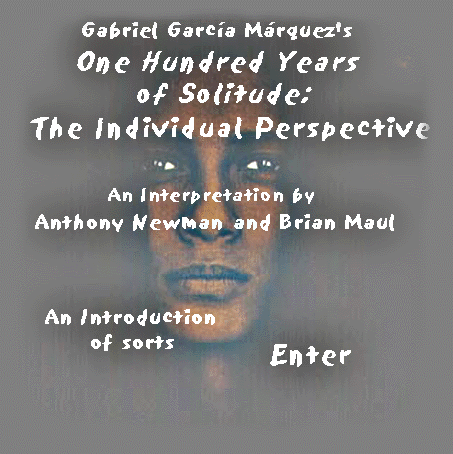 Gabriel García Márquez's
One Hundred Years
of Solitude:
The Individual Perspective
An Interpretation by
Anthony Newman and Brian Maul
An Introduction
of sorts
Enter